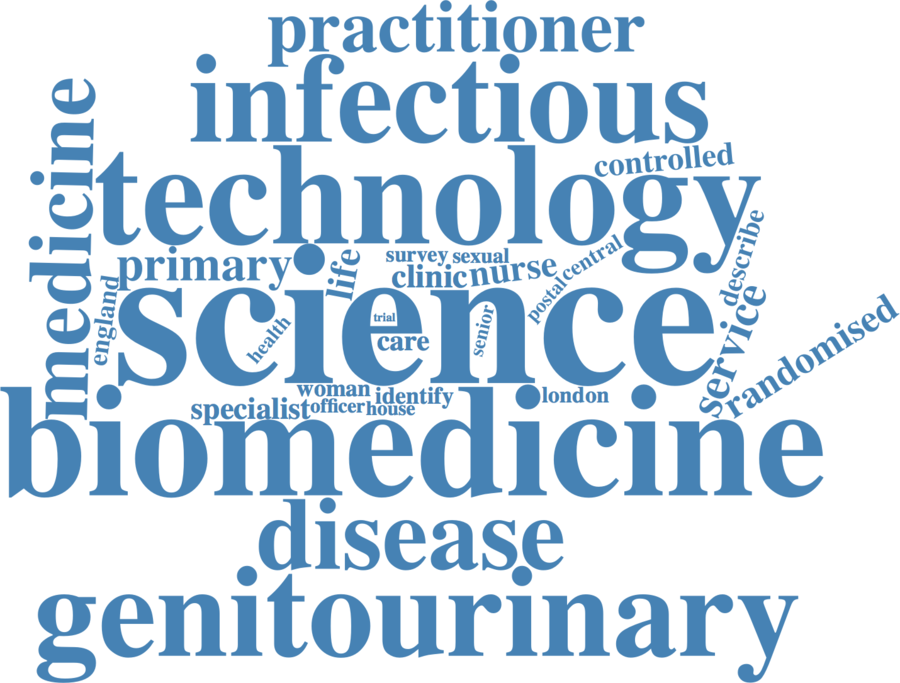 practitioner
infectious
medicine
technology
controlled
primary
life
survey
sexual
clinic
nurse
postal
central
describe
england
science
health
trial
care
senior
service
randomised
woman
identify
london
specialist
officer
house
biomedicine
disease
genitourinary